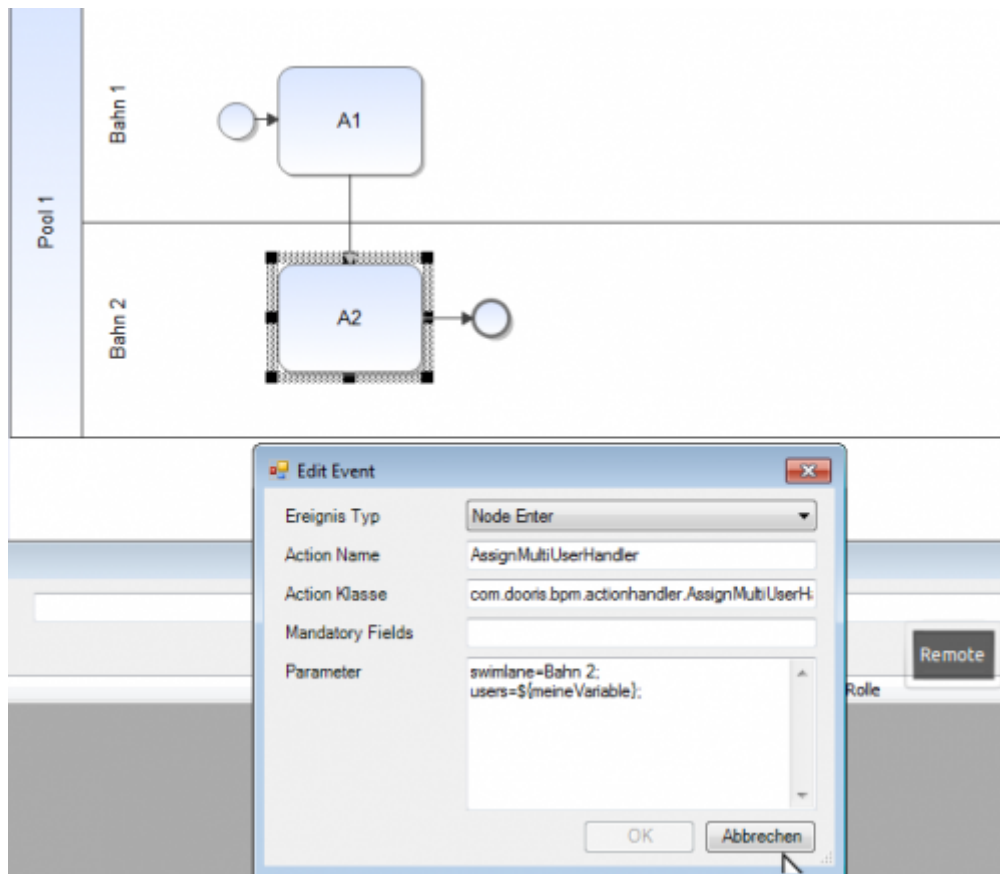 Pool 1
Bahn 1
A1
Bahn 2
A2
Edit Event
Ereignis Typ
Node Enter
Action Name
AssignMultiUserHandler
Action Klasse
com.dooris.bpm.actionhandler.AssignMultiUserH
Mandatory Fields
Parameter
swimlane=Bahn 2;
users=${meineVariable};
Remote
Rolle
OK
Abbrechen